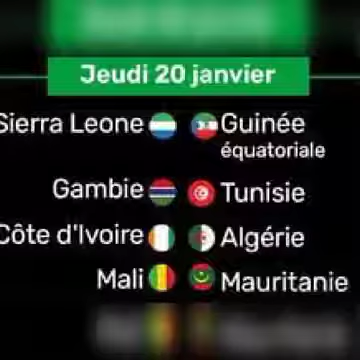 Jeudi 20 janvier
Sierra Leone Guinée
équatoriale
Gambie Tunisie
Côte d'Ivoire Algérie
Mali Mauritanie